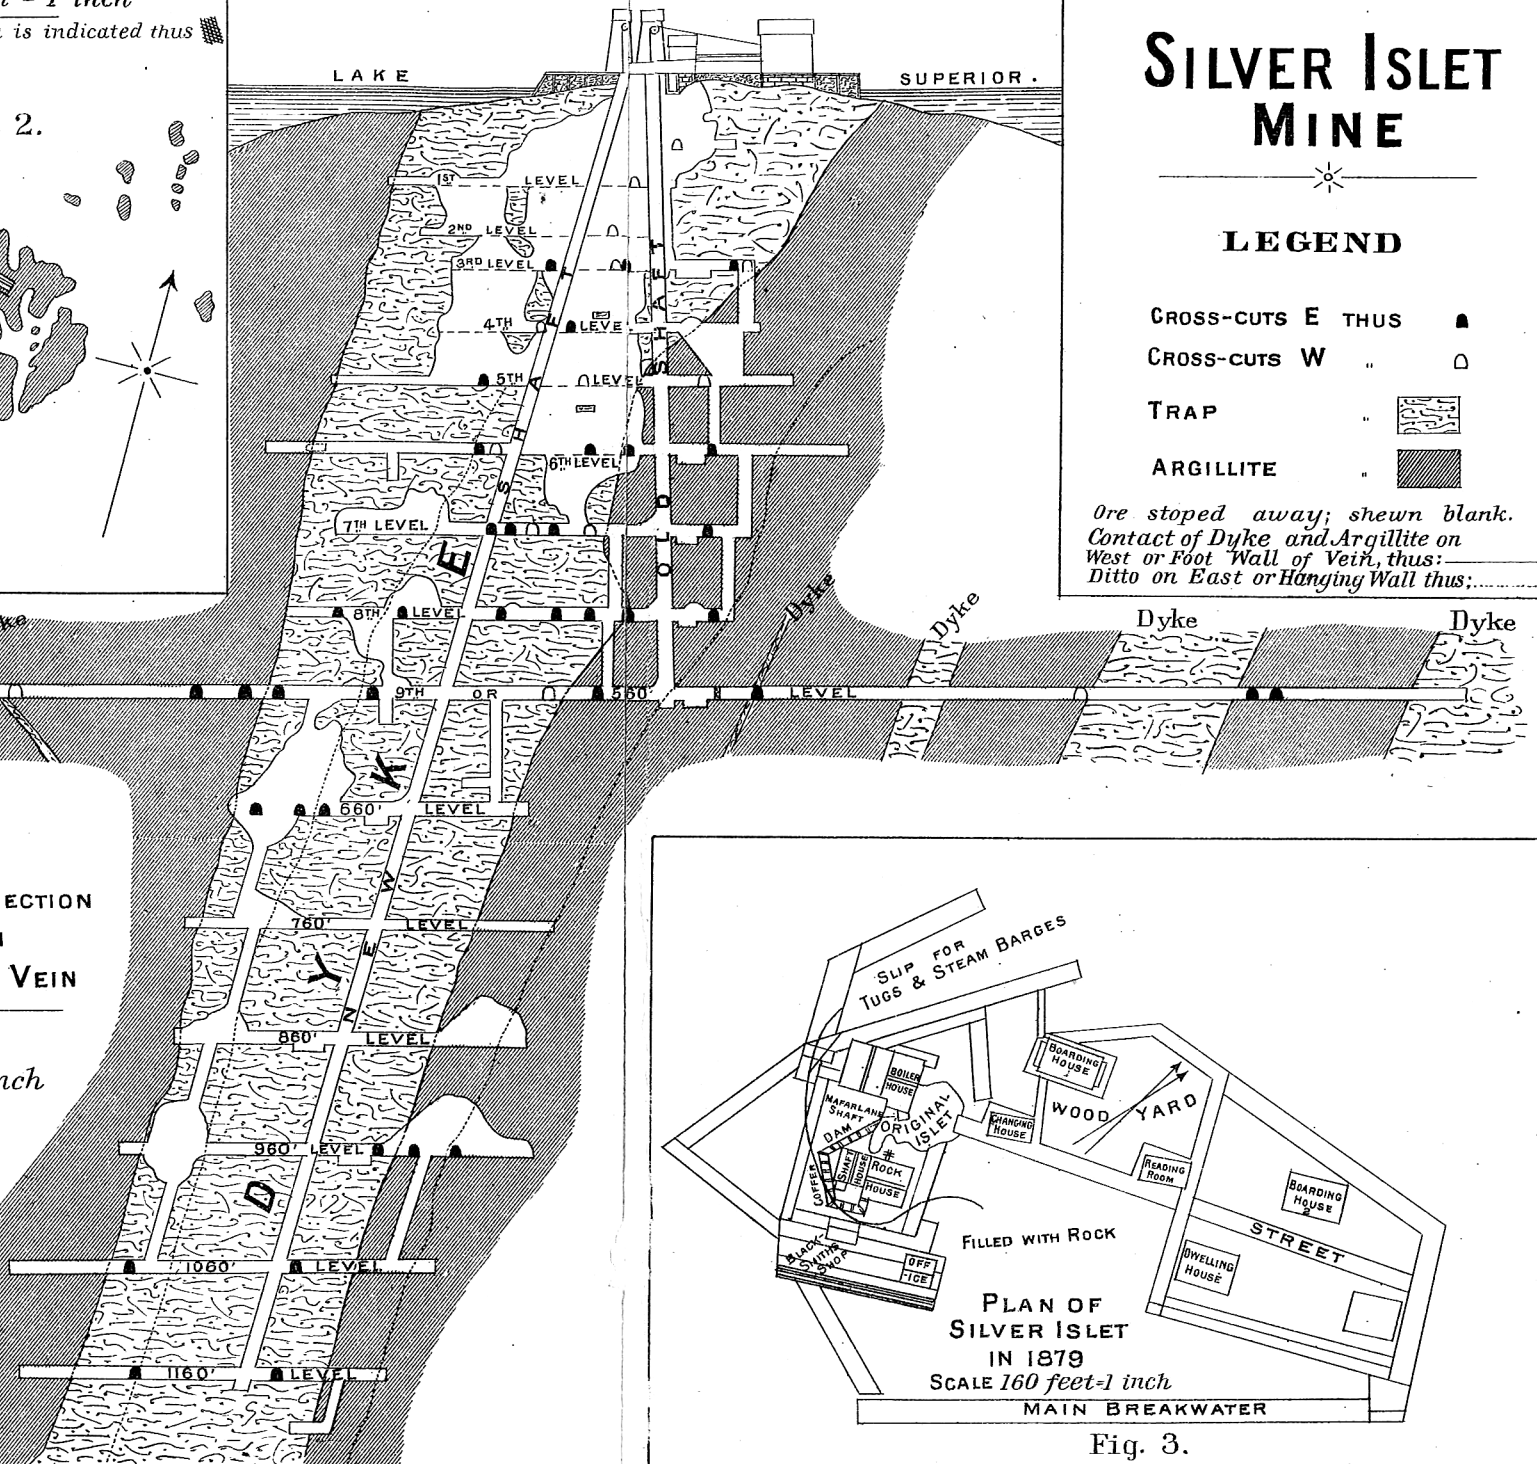 is indicated thus
2.
LAKE SUPERIOR.
1ST LEVEL
2ND LEVEL
3RD LEVEL
4TH LEVE
5TH LEVEL
6TH LEVEL
7TH LEVEL
8TH LEVEL
9TH OR 560 LEVEL
660' LEVEL
760' LEVEL
860' LEVEL
960' LEVEL
1060' LEVEL
1160' LEVEL
OLD SHAFT
NEW SHAFT
DYKE
Dyke
Dyke
Dyke
Dyke
ECTION
VEIN
nch
SILVER ISLET
MINE
LEGEND
CROSS-CUTS E THUS
CROSS-CUTS W "
TRAP "
ARGILLITE "
Ore stoped away; shewn blank.
Contact of Dyke and Argillite on
West or Foot Wall of Vein, thus:
Ditto on East or Hanging Wall thus;
SLIP FOR
TUGS & STEAM BARGES
BOILER
HOUSE
MAFARLANE
SHAFT
DAM
COFFER
ORIGINAL
ISLET
SHAFT
HOUSE
ROCK
HOUSE
BLACK-
SMITHS
SHOP
OFF
-ICE
CHANGING
HOUSE
BOARDING
HOUSE
WOOD YARD
READING
ROOM
BOARDING
HOUSE
2
STREET
DWELLING
HOUSE
FILLED WITH ROCK
PLAN OF
SILVER ISLET
IN 1879
SCALE 160 feet=1 inch
MAIN BREAKWATER
Fig. 3.